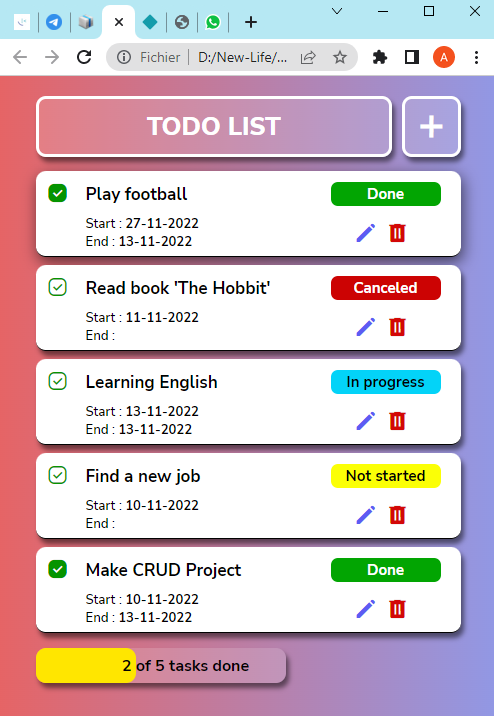 Fichier
D:/New-Life/...
A
TODO LIST
+
Play football
Done
Start : 27-11-2022
End : 13-11-2022
Read book 'The Hobbit'
Canceled
Start : 11-11-2022
End :
Learning English
In progress
Start : 13-11-2022
End : 13-11-2022
Find a new job
Not started
Start : 10-11-2022
End :
Make CRUD Project
Done
Start : 10-11-2022
End : 13-11-2022
2 of 5 tasks done